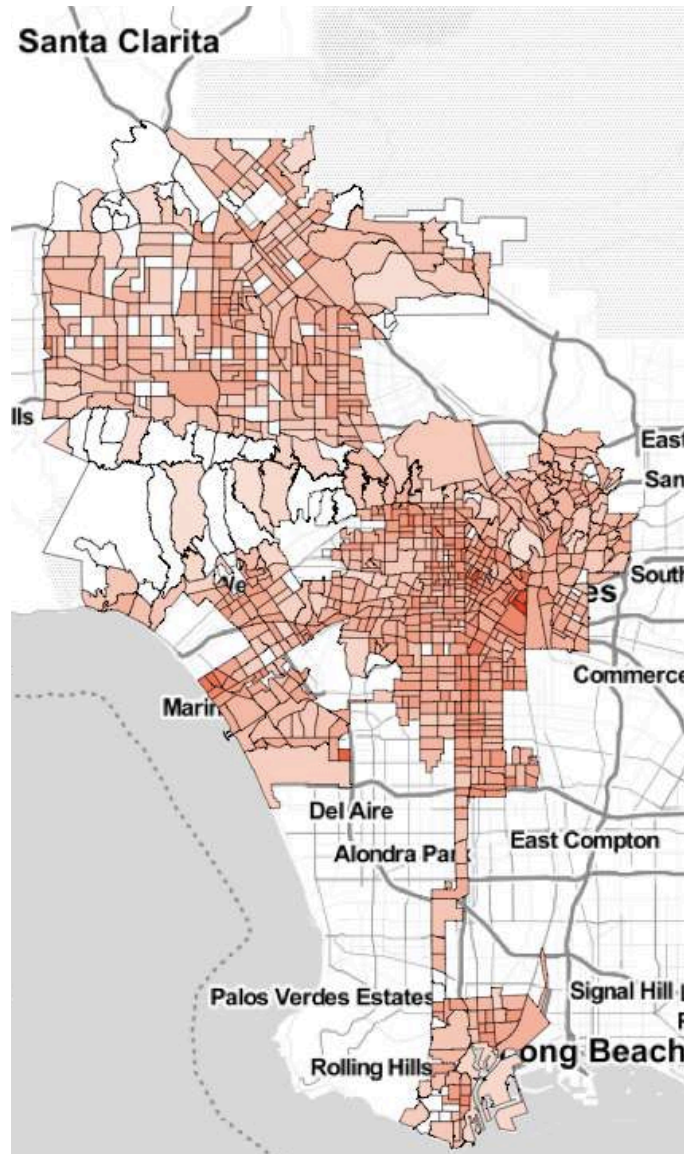 Santa Clarita
lls
East
San
South
es
Commerce
Marin
Del Aire
Alondra Park
East Compton
Palos Verdes Estates
Signal Hill
Rolling Hills
ong Beach